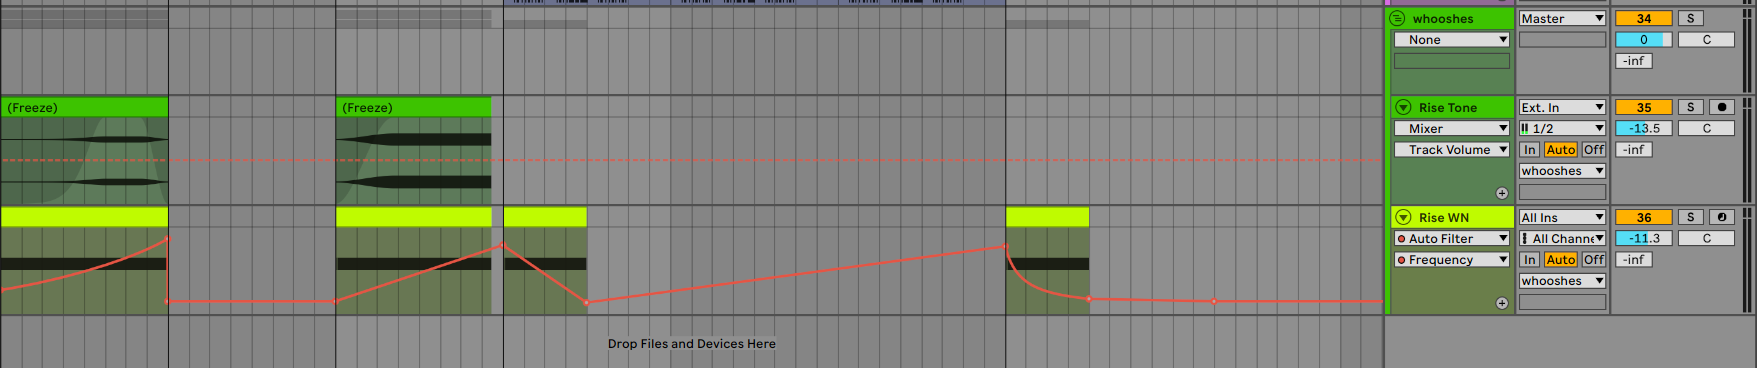 whooshes Master 34 S
None 0 C
-inf
(Freeze) (Freeze) Rise Tone Ext. In 35 S
Mixer 1/2 -13.5 C
Track Volume In Auto Off -inf
whooshes
Rise WN All Ins 36 S
Auto Filter All Channe -11.3 C
Frequency In Auto Off -inf
whooshes
Drop Files and Devices Here